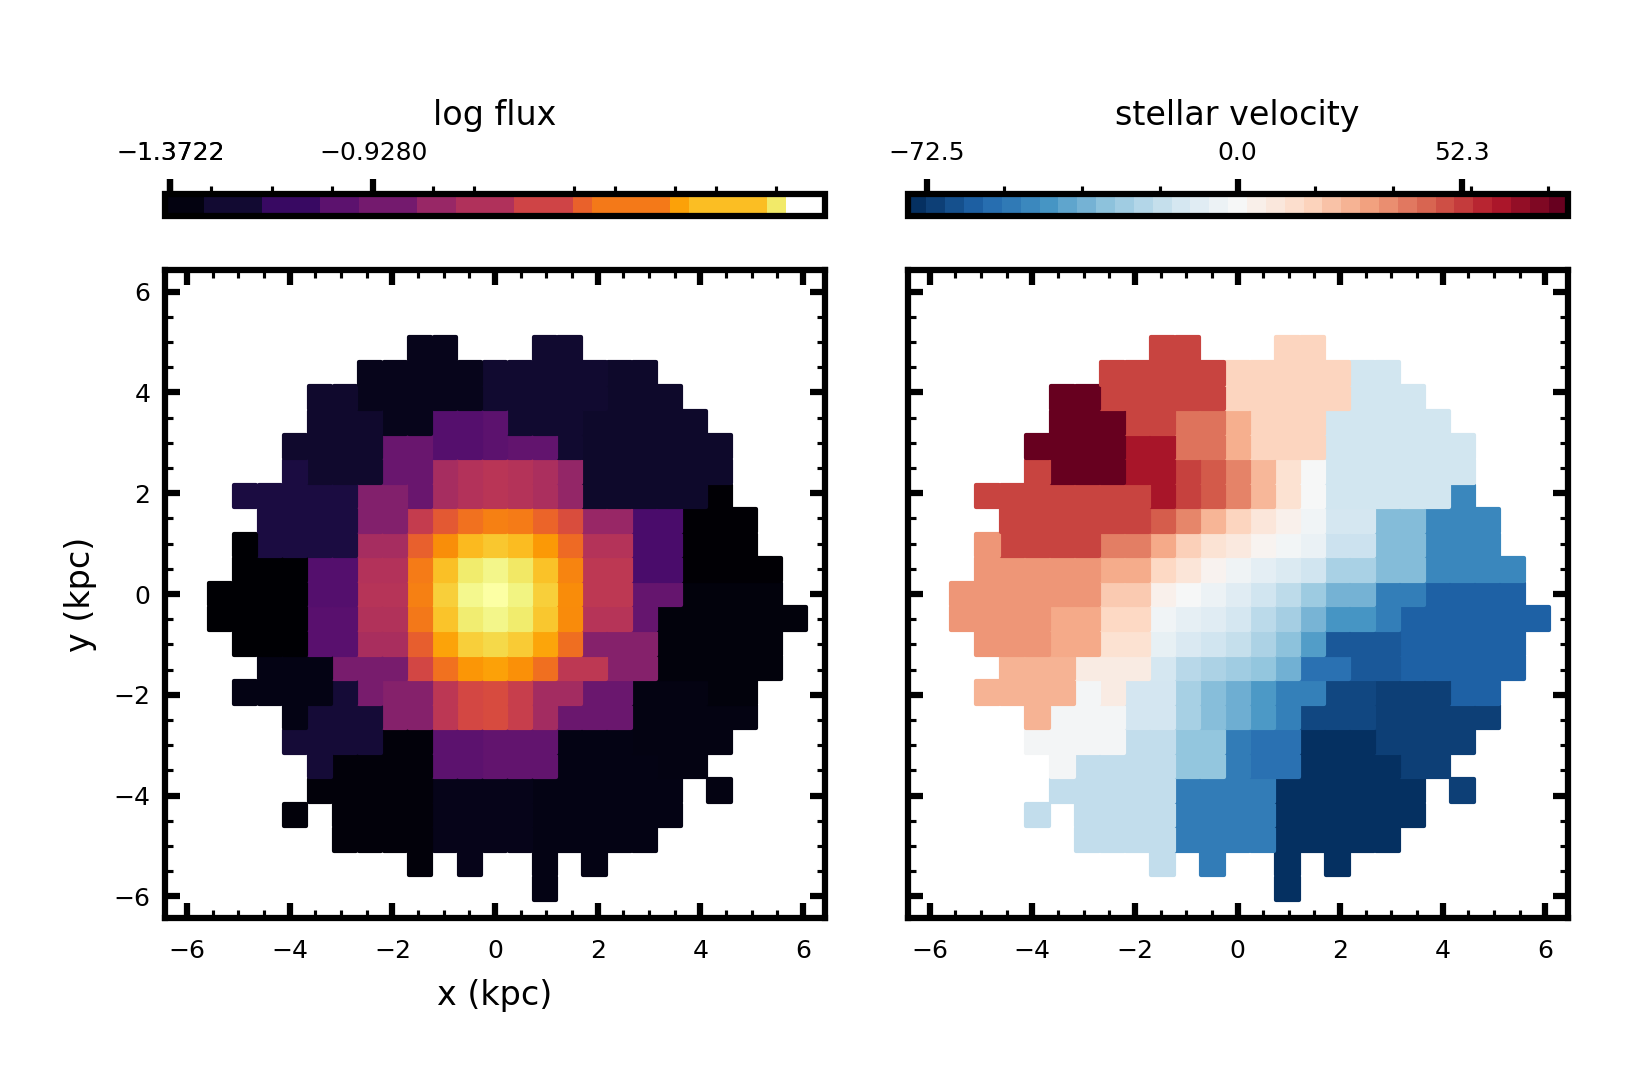 log flux
−1.3722 −0.9280
6
4
2
0
−2
−4
−6
y (kpc)
−6 −4 −2 0 2 4 6
x (kpc)
stellar velocity
−72.5 0.0 52.3
−6 −4 −2 0 2 4 6